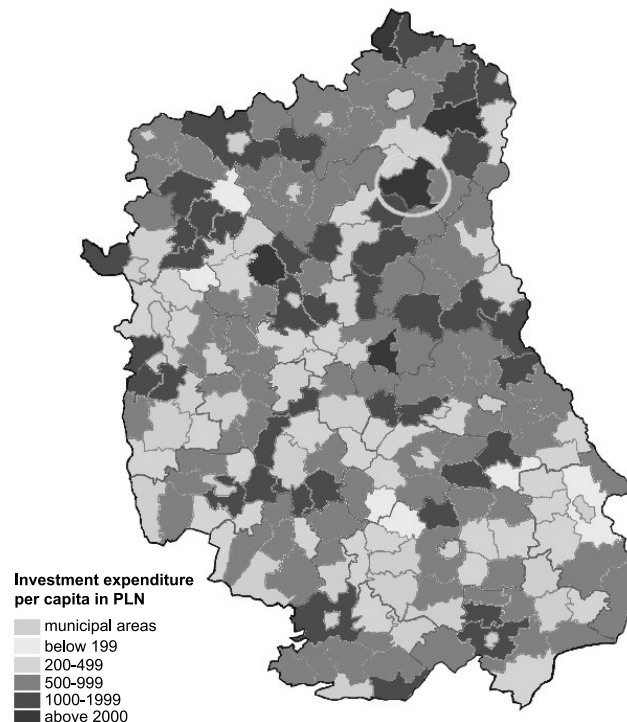 Investment expenditure
per capita in PLN
municipal areas
below 199
200-499
500-999
1000-1999
above 2000